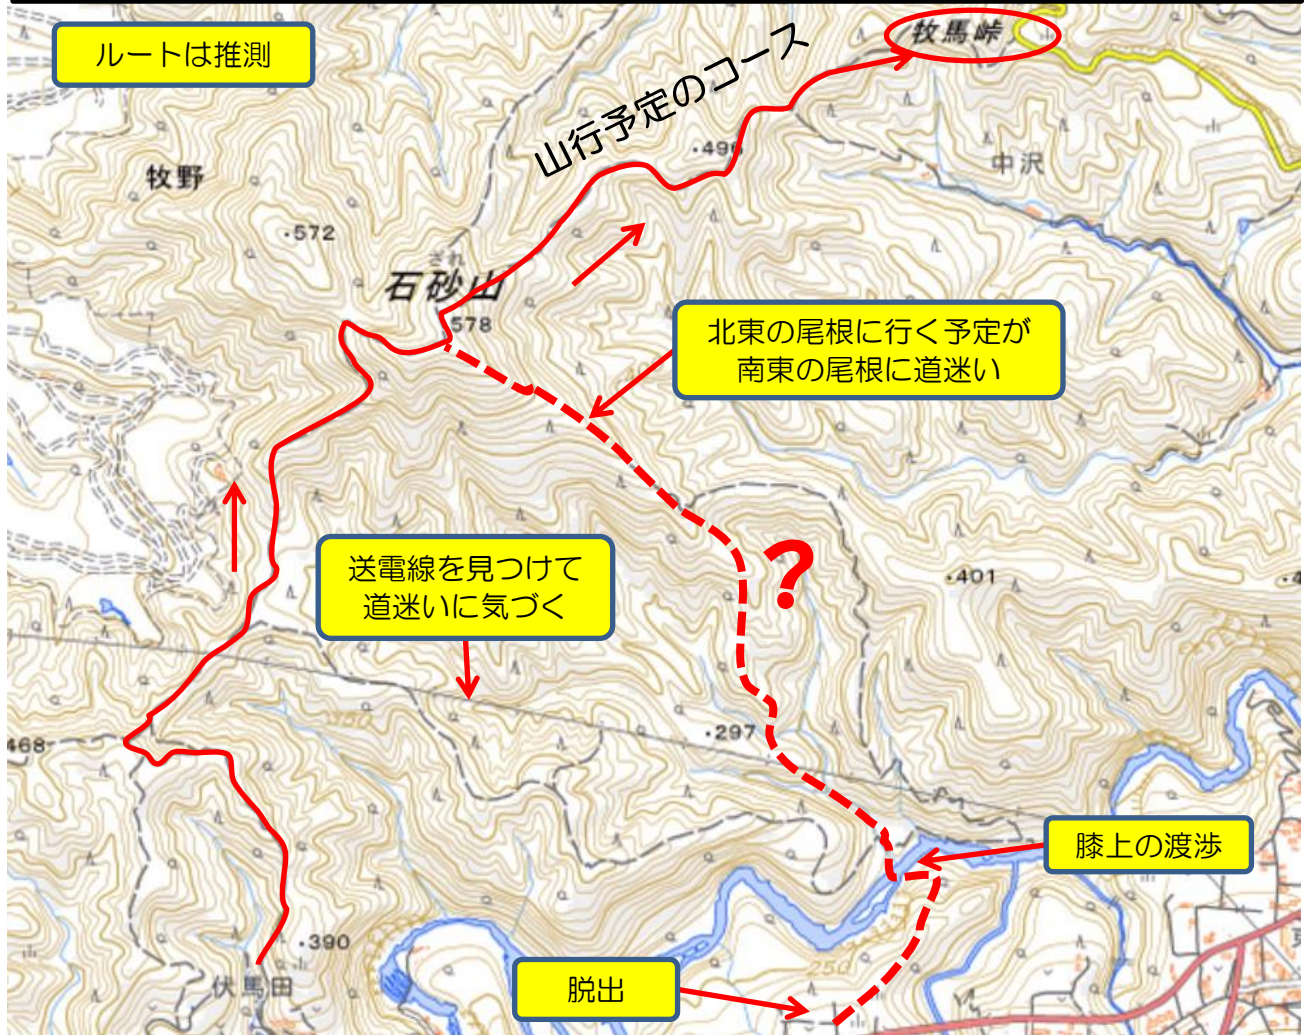 ルートは推測
牧馬峠
山行予定のコース
・496
中沢
牧野
・572
ざれ
石砂山
578
北東の尾根に行く予定が
南東の尾根に道迷い
送電線を見つけて
道迷いに気づく
?
・401
468
・297
膝上の渡渉
・390
伏馬田
250
脱出